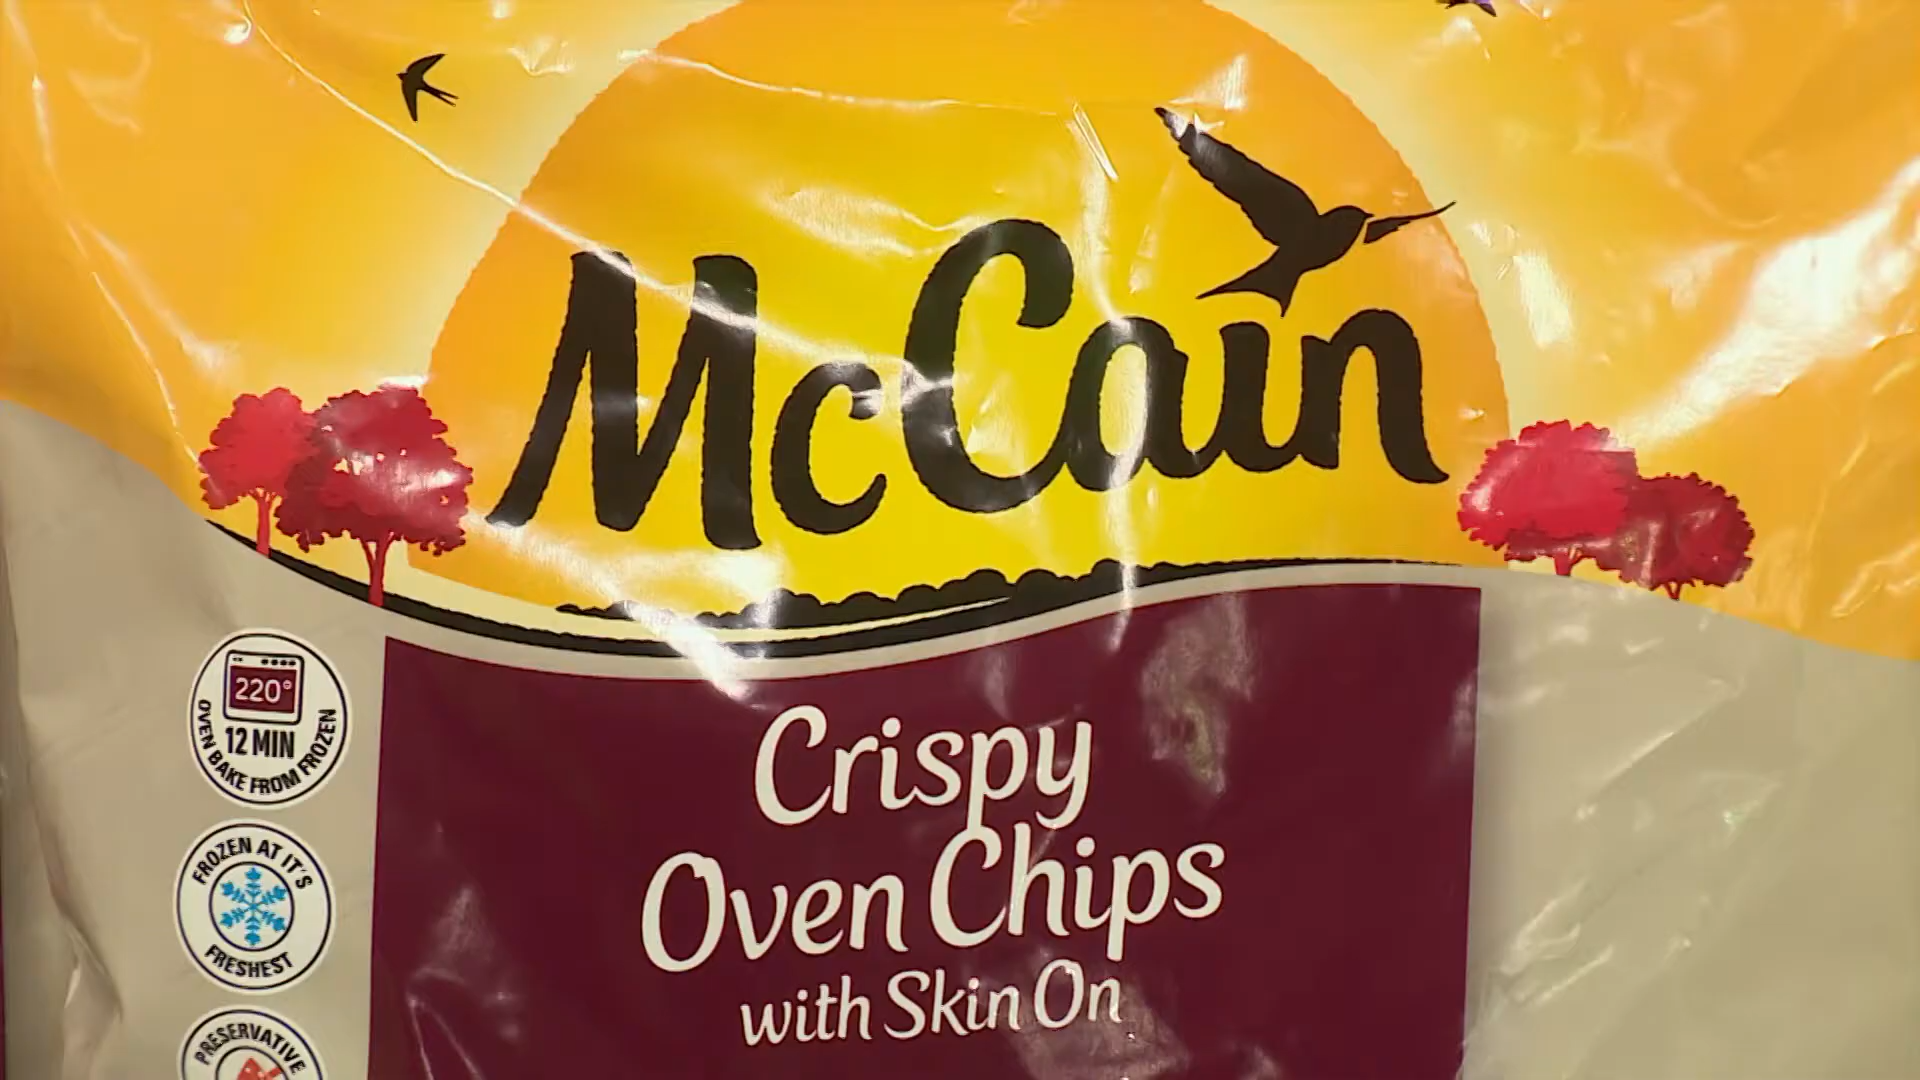 McCain
220°
12 MIN
OVEN BAKE FROM FROZEN
FROZEN AT IT'S
FRESHEST
PRESERVATIVE
Crispy
Oven Chips
with Skin On